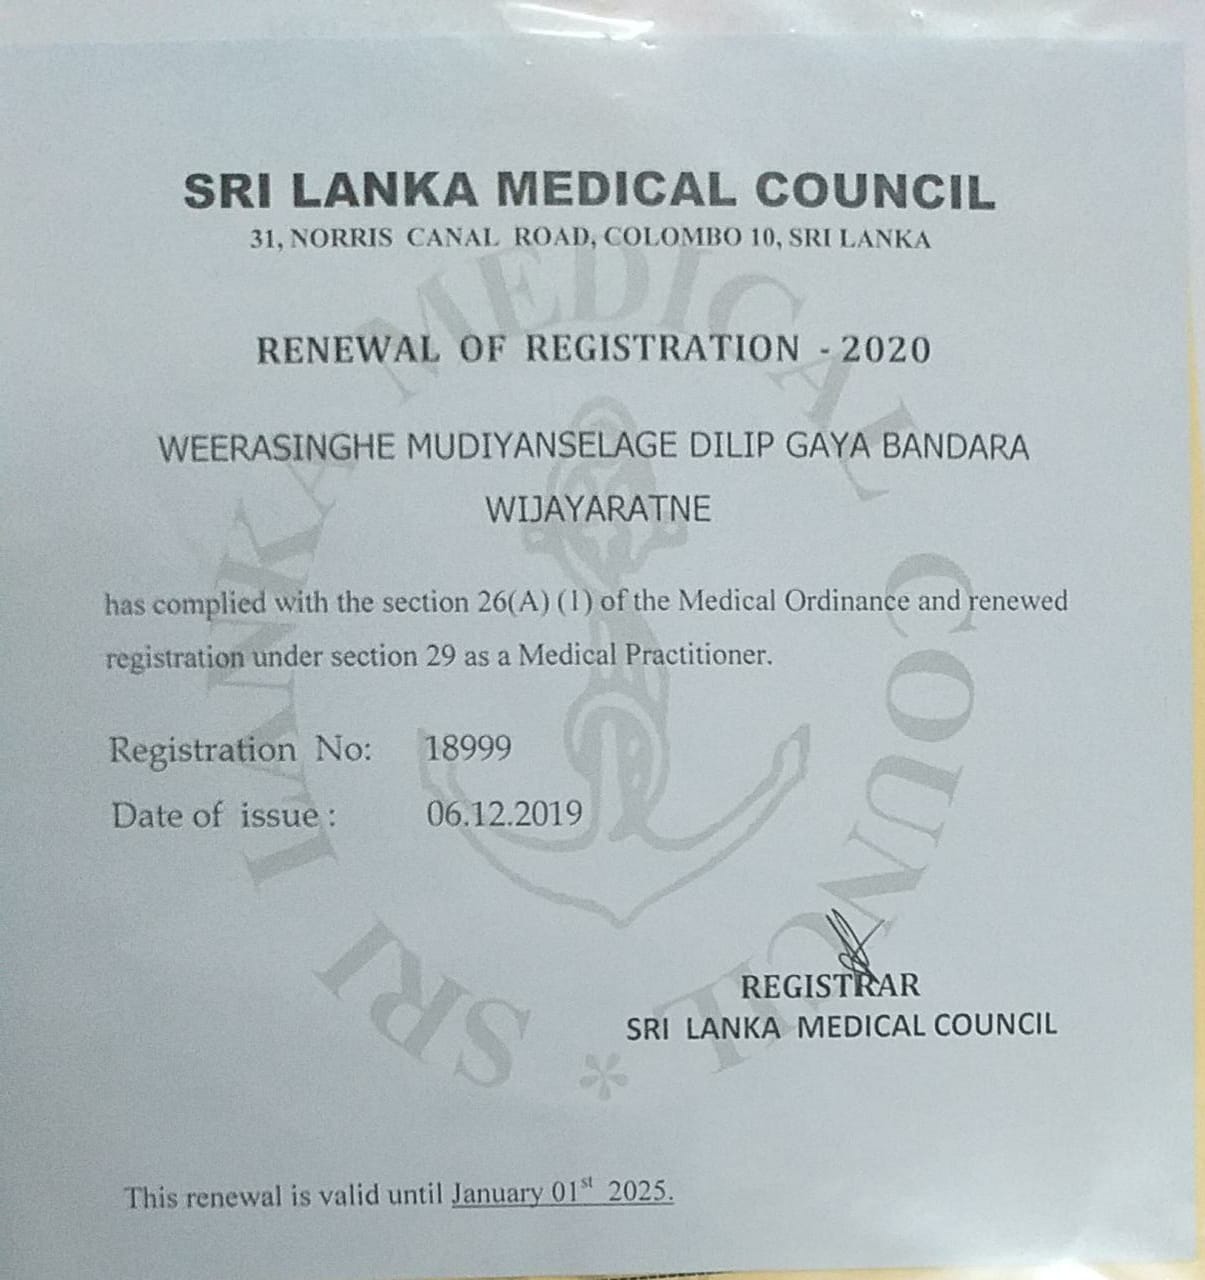 SRI LANKA MEDICAL COUNCIL
31, NORRIS CANAL ROAD, COLOMBO 10, SRI LANKA
RENEWAL OF REGISTRATION - 2020
WEERASINGHE MUDIYANSELAGE DILIP GAYA BANDARA
WIJAYARATNE
has complied with the section 26(A) (1) of the Medical Ordinance and renewed
registration under section 29 as a Medical Practitioner.
Registration No: 18999
Date of issue : 06.12.2019
REGISTRAR
SRI LANKA MEDICAL COUNCIL
This renewal is valid until January 01st 2025.
SRI LANKA MEDICAL COUNCIL *